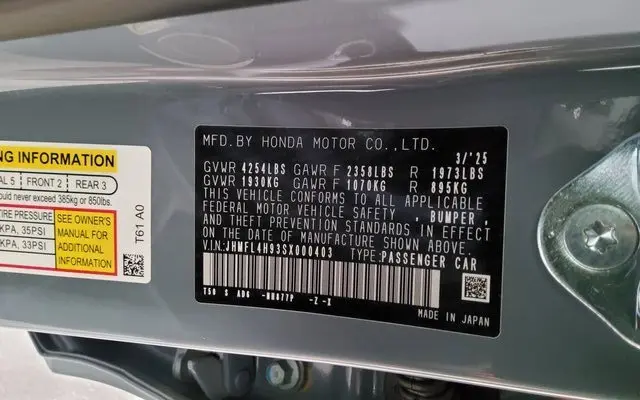 NG INFORMATION
AL 5 FRONT 2 REAR 3
ould never exceed 385kg or 850lbs.
TIRE PRESSURE
KPA, 35PSI
KPA, 33PSI
SEE OWNER'S
MANUAL FOR
ADDITIONAL
INFORMATION
T61 A0
MFD.BY HONDA MOTOR CO.,LTD.
3/'25
GVWR 4254LBS GAWR F 2358LBS R 1973LBS
GVWR 1930KG GAWR F 1070KG R 895KG
THIS VEHICLE CONFORMS TO ALL APPLICABLE
FEDERAL MOTOR VEHICLE SAFETY , BUMPER ,
AND THEFT PREVENTION STANDARDS IN EFFECT
ON THE DATE OF MANUFACTURE SHOWN ABOVE.
V.I.N:JHMFL4H93SX000403 TYPE:PASSENGER CAR
T50 S AD6 -NH877P -Z -X
MADE IN JAPAN